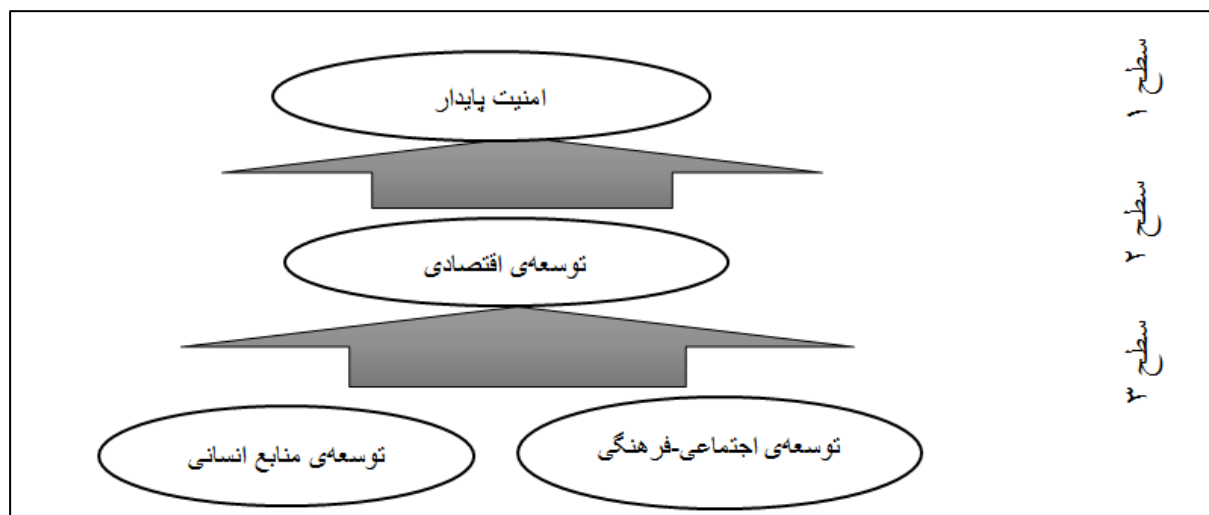 امنیت پایدار
سطح ۱
توسعه‌ی اقتصادی
سطح ۲
توسعه‌ی اجتماعی-فرهنگی
توسعه‌ی منابع انسانی
سطح ۳